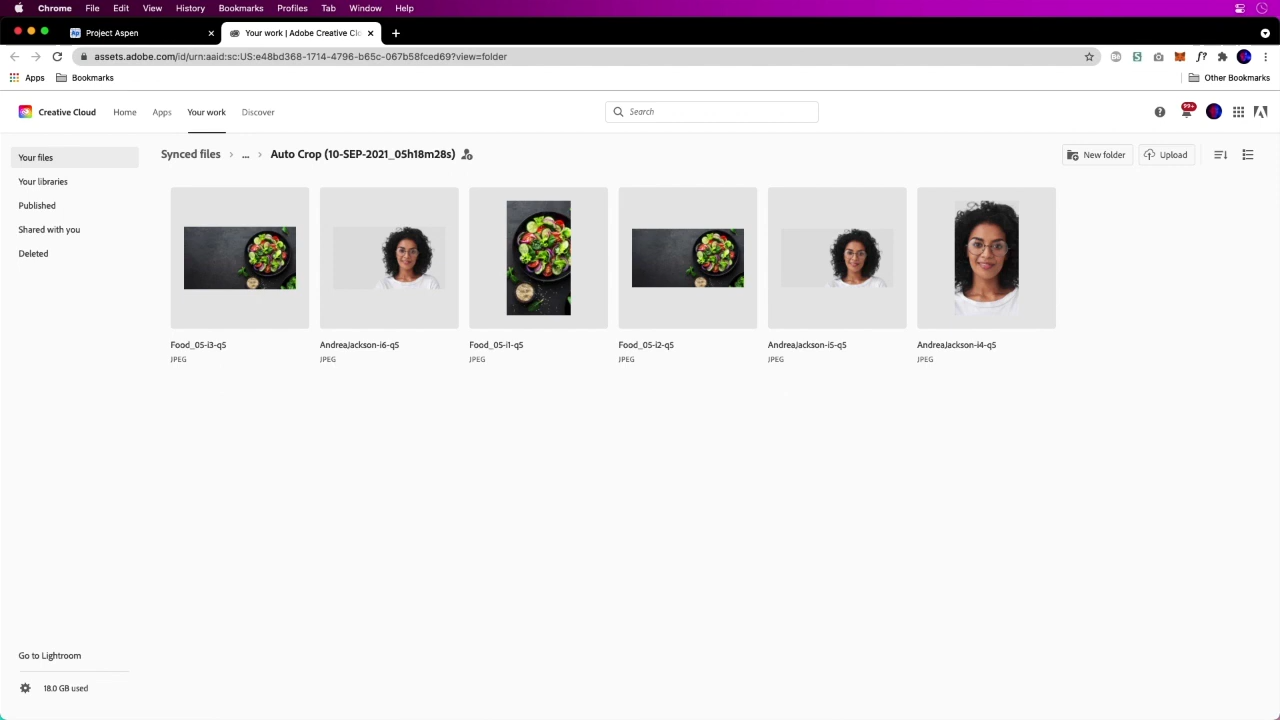 Chrome File Edit View History Bookmarks Profiles Tab Window Help
Ap Project Aspen × Your work | Adobe Creative Clo × +
assets.adobe.com/id/urn:aaid:sc:US:e48bd368-1714-4796-b65c-067b58fced69?view=folder
Apps Bookmarks Other Bookmarks
Creative Cloud Home Apps Your work Discover Search 99+
Your files
Your libraries
Published
Shared with you
Deleted
Synced files > ... > Auto Crop (10-SEP-2021_05h18m28s) New folder Upload
Food_05-i3-q5 AndreaJackson-i6-q5 Food_05-i1-q5 Food_05-i2-q5 AndreaJackson-i5-q5 AndreaJackson-i4-q5
JPEG JPEG JPEG JPEG JPEG JPEG
Go to Lightroom
18.0 GB used